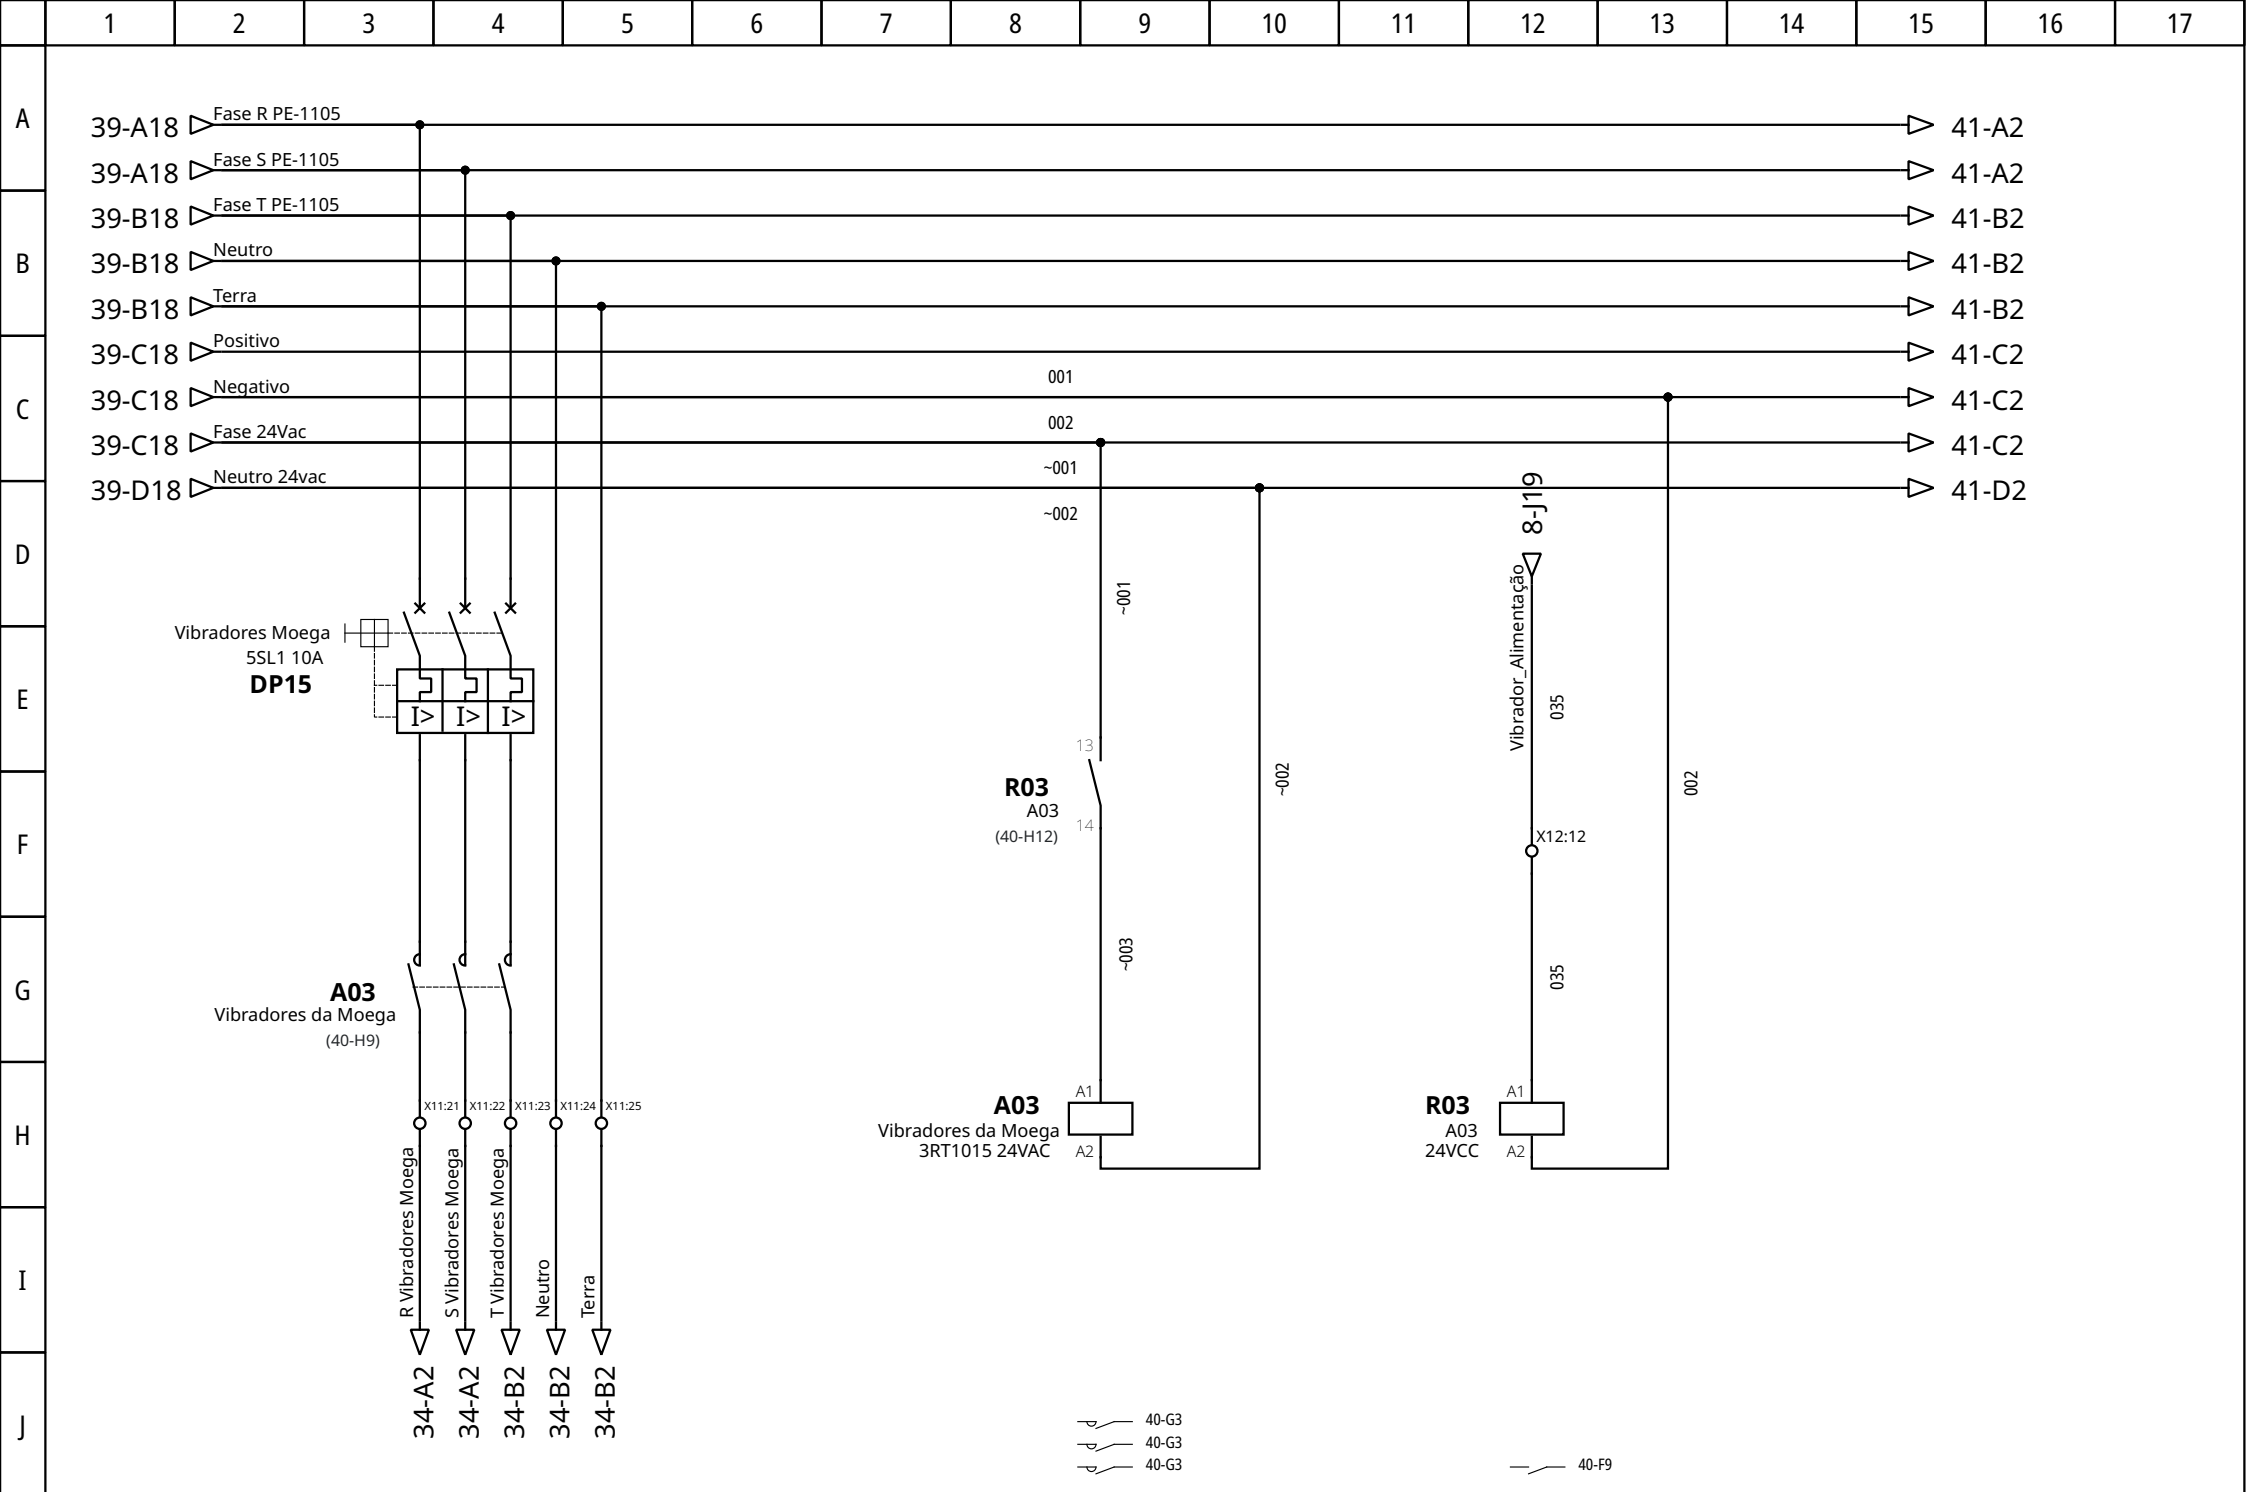 1 2 3 4 5 6 7 8 9 10 11 12 13 14 15 16 17
A
39-A18 Fase R PE-1105 41-A2
39-A18 Fase S PE-1105 41-A2
39-B18 Fase T PE-1105 41-B2
B
39-B18 Neutro 41-B2
39-B18 Terra 41-B2
39-C18 Positivo 41-C2
001
C
39-C18 Negativo 41-C2
002
39-C18 Fase 24Vac 41-C2
~001
39-D18 Neutro 24vac 41-D2
~002
8-J19
D
Vibrador_Alimentação
~001
Vibradores Moega
5SL1 10A
DP15
E
I> I> I>
035
13
R03
A03
14
(40-H12)
~002
002
X12:12
F
~003
035
G
A03
Vibradores da Moega
(40-H9)
X11:21 X11:22 X11:23 X11:24 X11:25
H
A1
A03
Vibradores da Moega
3RT1015 24VAC
A2
A1
R03
A03
24VCC
A2
R Vibradores Moega
S Vibradores Moega
T Vibradores Moega
Neutro
Terra
I
34-A2
34-A2
34-B2
34-B2
34-B2
J
40-G3
40-G3
40-G3
40-F9